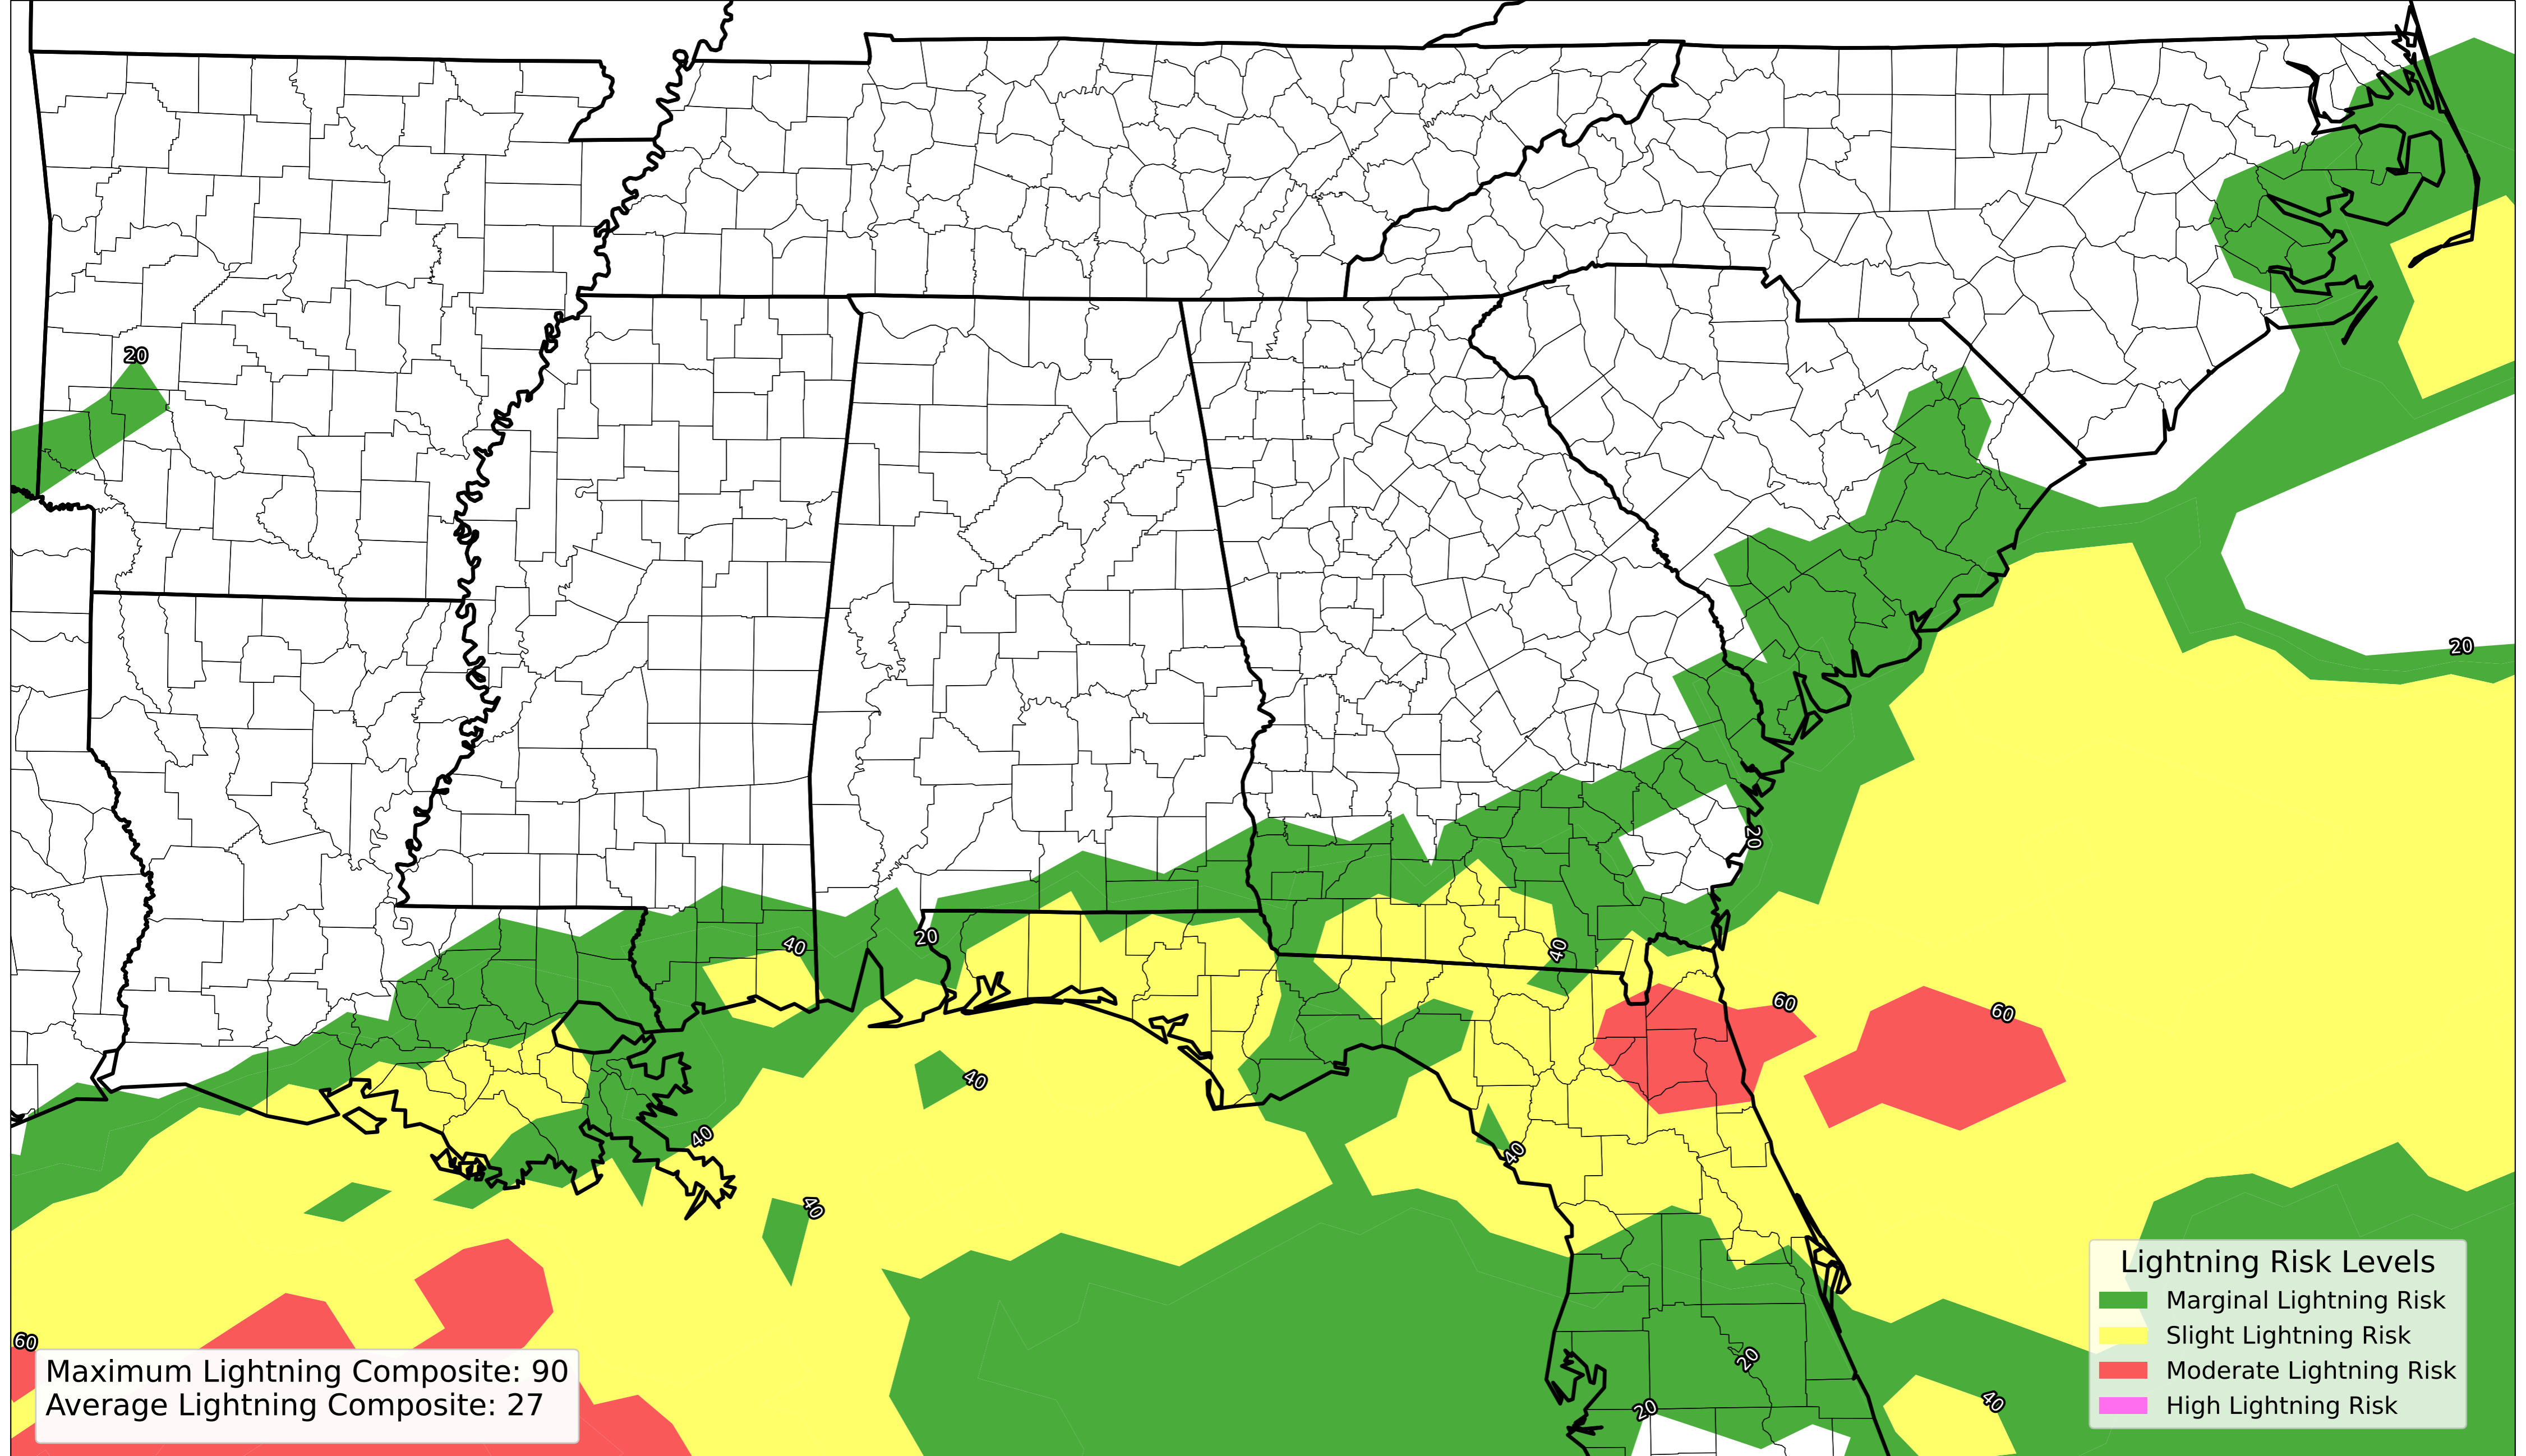 20
20
20
40
20
40
60
60
40
40
40
40
60
20
40
20
Lightning Risk Levels
Marginal Lightning Risk
Slight Lightning Risk
Moderate Lightning Risk
High Lightning Risk
Maximum Lightning Composite: 90
Average Lightning Composite: 27